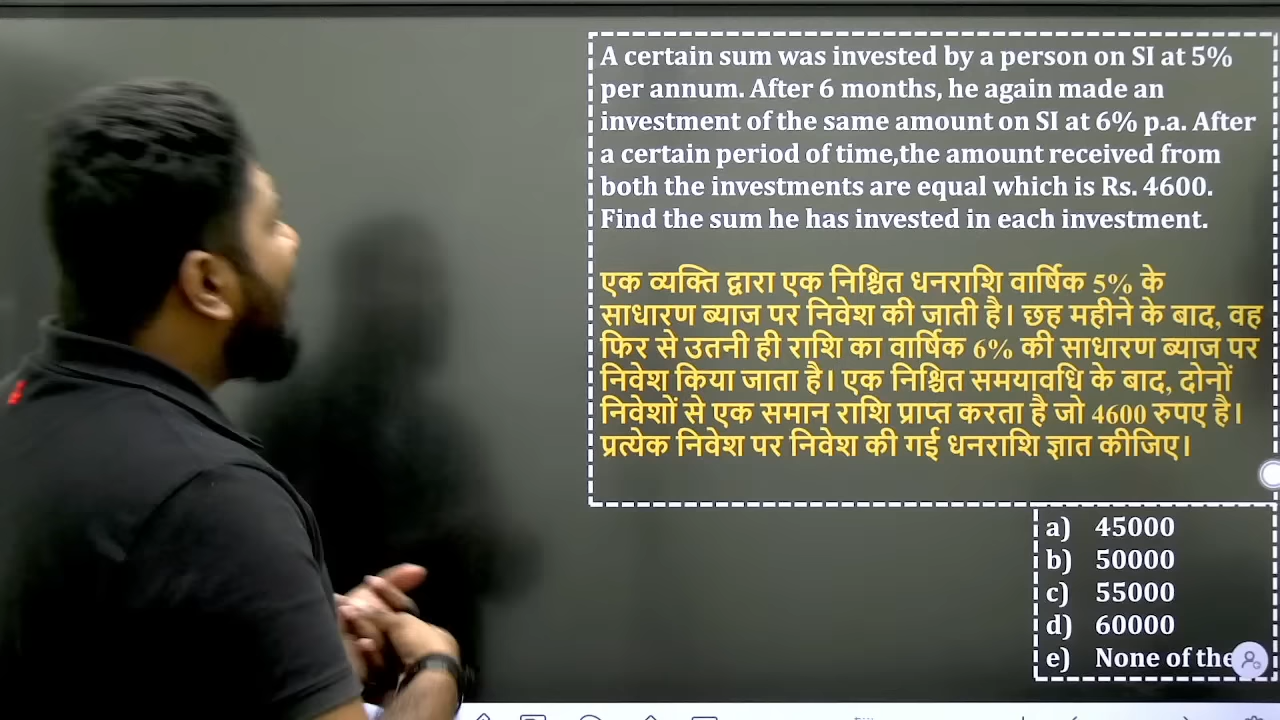 A certain sum was invested by a person on SI at 5%
per annum. After 6 months, he again made an
investment of the same amount on SI at 6% p.a. After
a certain period of time,the amount received from
both the investments are equal which is Rs. 4600.
Find the sum he has invested in each investment.
एक व्यक्ति द्वारा एक निश्चित धनराशि वार्षिक 5% के
साधारण ब्याज पर निवेश की जाती है। छह महीने के बाद, वह
फिर से उतनी ही राशि का वार्षिक 6% की साधारण ब्याज पर
निवेश किया जाता है। एक निश्चित समयावधि के बाद, दोनों
निवेशों से एक समान राशि प्राप्त करता है जो 4600 रुपए है।
प्रत्येक निवेश पर निवेश की गई धनराशि ज्ञात कीजिए।
a) 45000
b) 50000
c) 55000
d) 60000
e) None of the